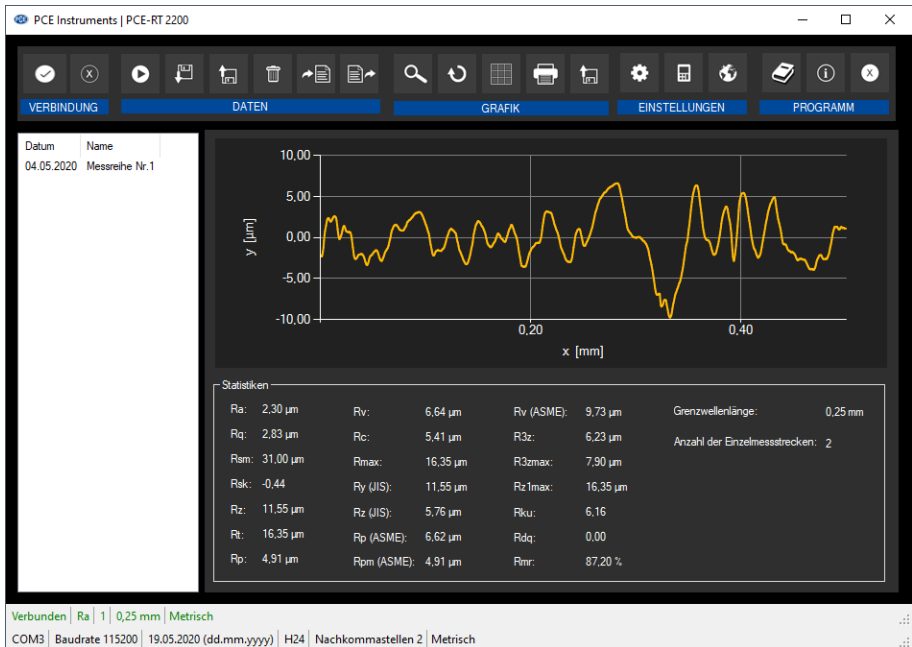 PCE Instruments | PCE-RT 2200
VERBINDUNG DATEN GRAFIK EINSTELLUNGEN PROGRAMM
Datum Name
04.05.2020 Messreihe Nr.1
10,00
5,00
0,00
-5,00
-10,00
y [µm]
0,20 0,40
x [mm]
Statistiken
Ra: 2,30 µm Rv: 6,64 µm Rv (ASME): 9,73 µm Grenzwellenlänge: 0,25 mm
Rq: 2,83 µm Rc: 5,41 µm R3z: 6,23 µm Anzahl der Einzelmessstrecken: 2
Rsm: 31,00 µm Rmax: 16,35 µm R3zmax: 7,90 µm
Rsk: -0,44 Ry (JIS): 11,55 µm Rz1max: 16,35 µm
Rz: 11,55 µm Rz (JIS): 5,76 µm Rku: 6,16
Rt: 16,35 µm Rp (ASME): 6,62 µm Rdq: 0,00
Rp: 4,91 µm Rpm (ASME): 4,91 µm Rmr: 87,20 %
Verbunden | Ra | 1 | 0,25 mm | Metrisch
COM3 | Baudrate 115200 | 19.05.2020 (dd.mm.yyyy) | H24 | Nachkommastellen 2 | Metrisch